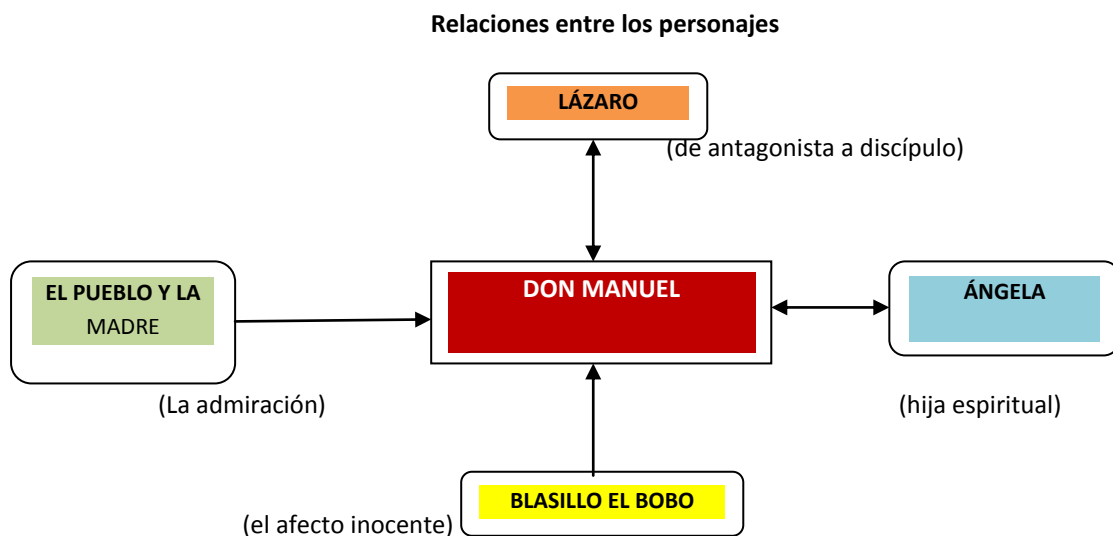 Relaciones entre los personajes
LÁZARO
(de antagonista a discípulo)
EL PUEBLO Y LA
MADRE
DON MANUEL
ÁNGELA
(La admiración)
(hija espiritual)
BLASILLO EL BOBO
(el afecto inocente)